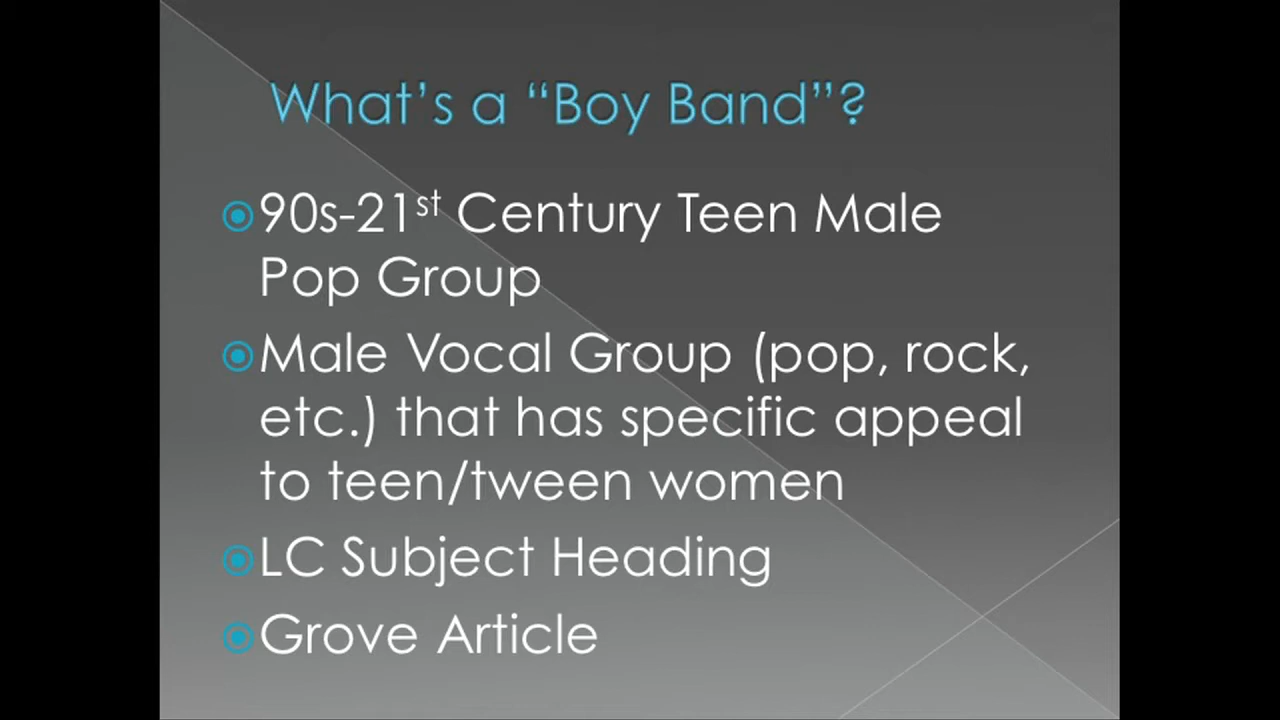 What’s a “Boy Band”?
90s-21st Century Teen Male
Pop Group
Male Vocal Group (pop, rock,
etc.) that has specific appeal
to teen/tween women
LC Subject Heading
Grove Article